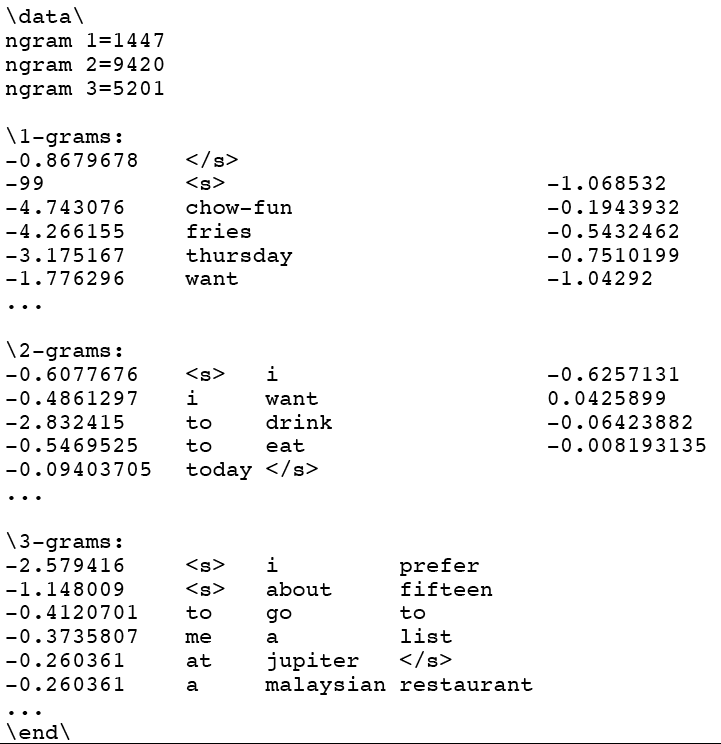 \data\
ngram 1=1447
ngram 2=9420
ngram 3=5201
\1-grams:
-0.8679678 </s>
-99 <s> -1.068532
-4.743076 chow-fun -0.1943932
-4.266155 fries -0.5432462
-3.175167 thursday -0.7510199
-1.776296 want -1.04292
...
\2-grams:
-0.6077676 <s> i -0.6257131
-0.4861297 i want 0.0425899
-2.832415 to drink -0.06423882
-0.5469525 to eat -0.008193135
-0.09403705 today </s>
...
\3-grams:
-2.579416 <s> i prefer
-1.148009 <s> about fifteen
-0.4120701 to go to
-0.3735807 me a list
-0.260361 at jupiter </s>
-0.260361 a malaysian restaurant
...
\end\